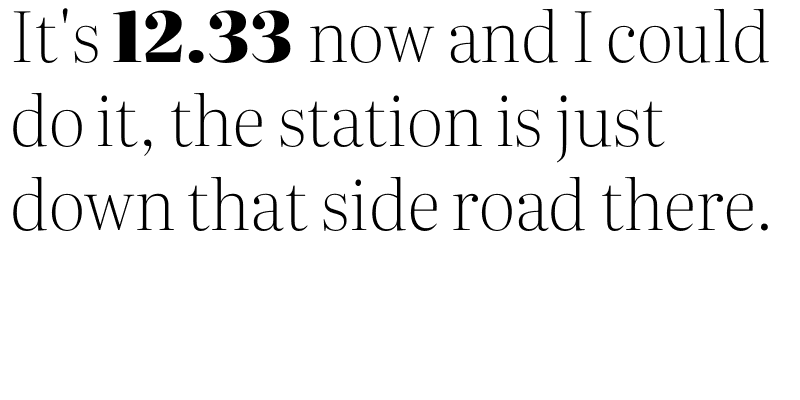 It's 12.33 now and I could
do it, the station is just
down that side road there.